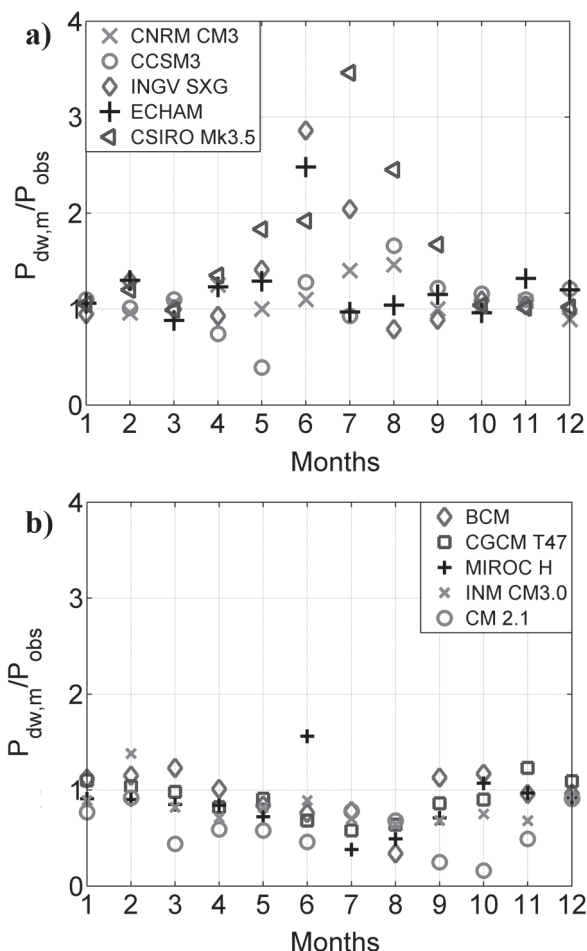 a)
CNRM CM3
CCSM3
INGV SXG
ECHAM
CSIRO Mk3.5
P_dw,m/P_obs
4
3
2
1
0
1 2 3 4 5 6 7 8 9 10 11 12
Months
b)
BCM
CGCM T47
MIROC H
INM CM3.0
CM 2.1
P_dw,m/P_obs
4
3
2
1
0
1 2 3 4 5 6 7 8 9 10 11 12
Months